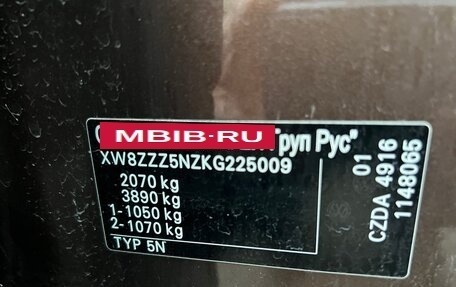 MBIB-RU
Груп Рус"
XW8ZZZ5NZKG225009
2070 kg
3890 kg
1- 1050 kg
2- 1070 kg
TYP 5N
01
CZDA 4916
1148065